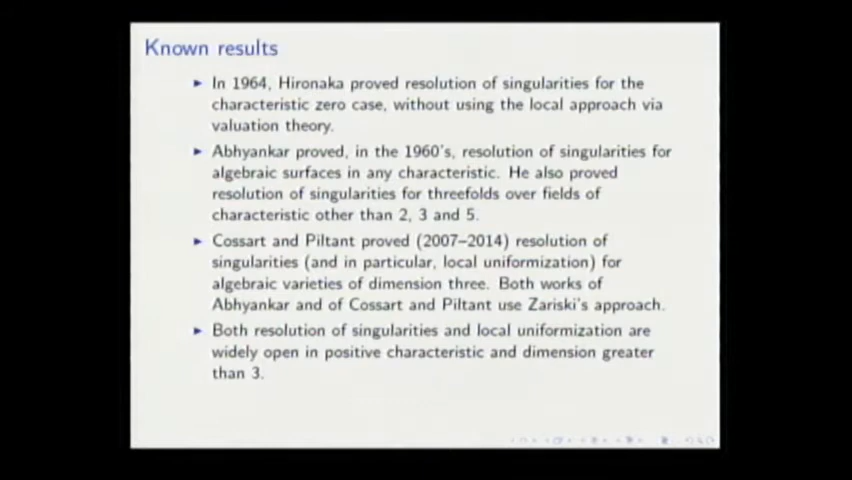 Known results
In 1964, Hironaka proved resolution of singularities for the
characteristic zero case, without using the local approach via
valuation theory.
Abhyankar proved, in the 1960's, resolution of singularities for
algebraic surfaces in any characteristic. He also proved
resolution of singularities for threefolds over fields of
characteristic other than 2, 3 and 5.
Cossart and Piltant proved (2007–2014) resolution of
singularities (and in particular, local uniformization) for
algebraic varieties of dimension three. Both works of
Abhyankar and of Cossart and Piltant use Zariski's approach.
Both resolution of singularities and local uniformization are
widely open in positive characteristic and dimension greater
than 3.